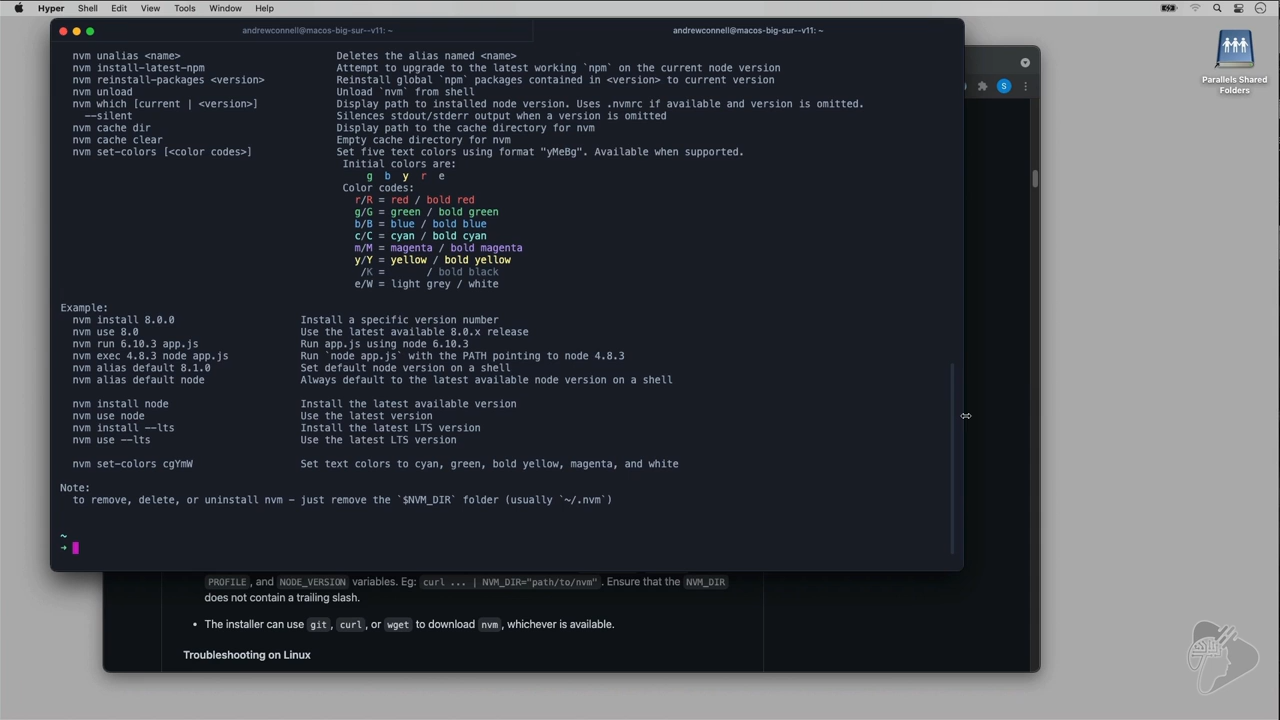 Hyper Shell Edit View Tools Window Help
andrewconnell@macos-big-sur--v11: ~ andrewconnell@macos-big-sur--v11:~
nvm unalias <name> Deletes the alias named <name>
nvm install-latest-npm Attempt to upgrade to the latest working `npm` on the current node version
nvm reinstall-packages <version> Reinstall global `npm` packages contained in <version> to current version
nvm unload Unload `nvm` from shell
nvm which [current | <version>] Display path to installed node version. Uses .nvmrc if available and version is omitted.
--silent Silences stdout/stderr output when a version is omitted
nvm cache dir Display path to the cache directory for nvm
nvm cache clear Empty cache directory for nvm
nvm set-colors [<color codes>] Set five text colors using format "yMeBg". Available when supported.
Initial colors are:
g b y r e
Color codes:
r/R = red / bold red
g/G = green / bold green
b/B = blue / bold blue
c/C = cyan / bold cyan
m/M = magenta / bold magenta
y/Y = yellow / bold yellow
/K = / bold black
e/W = light grey / white
Example:
nvm install 8.0.0 Install a specific version number
nvm use 8.0 Use the latest available 8.0.x release
nvm run 6.10.3 app.js Run app.js using node 6.10.3
nvm exec 4.8.3 node app.js Run `node app.js` with the PATH pointing to node 4.8.3
nvm alias default 8.1.0 Set default node version on a shell
nvm alias default node Always default to the latest available node version on a shell
nvm install node Install the latest available version
nvm use node Use the latest version
nvm install --lts Install the latest LTS version
nvm use --lts Use the latest LTS version
nvm set-colors cgYmW Set text colors to cyan, green, bold yellow, magenta, and white
Note:
to remove, delete, or uninstall nvm - just remove the `$NVM_DIR` folder (usually `~/.nvm`)
~
→
PROFILE, and NODE_VERSION variables. Eg: curl ... | NVM_DIR="path/to/nvm". Ensure that the NVM_DIR
does not contain a trailing slash.
• The installer can use git, curl, or wget to download nvm, whichever is available.
Troubleshooting on Linux
S
Parallels Shared
Folders